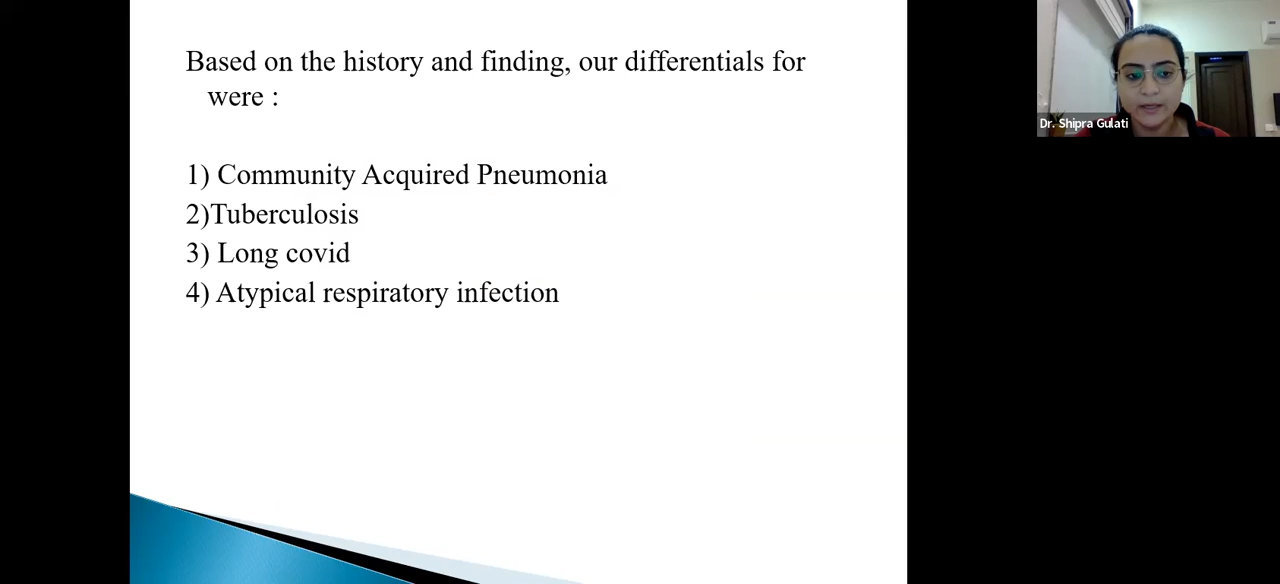 Based on the history and finding, our differentials for
were :
1) Community Acquired Pneumonia
2)Tuberculosis
3) Long covid
4) Atypical respiratory infection
Dr. Shipra Gulati